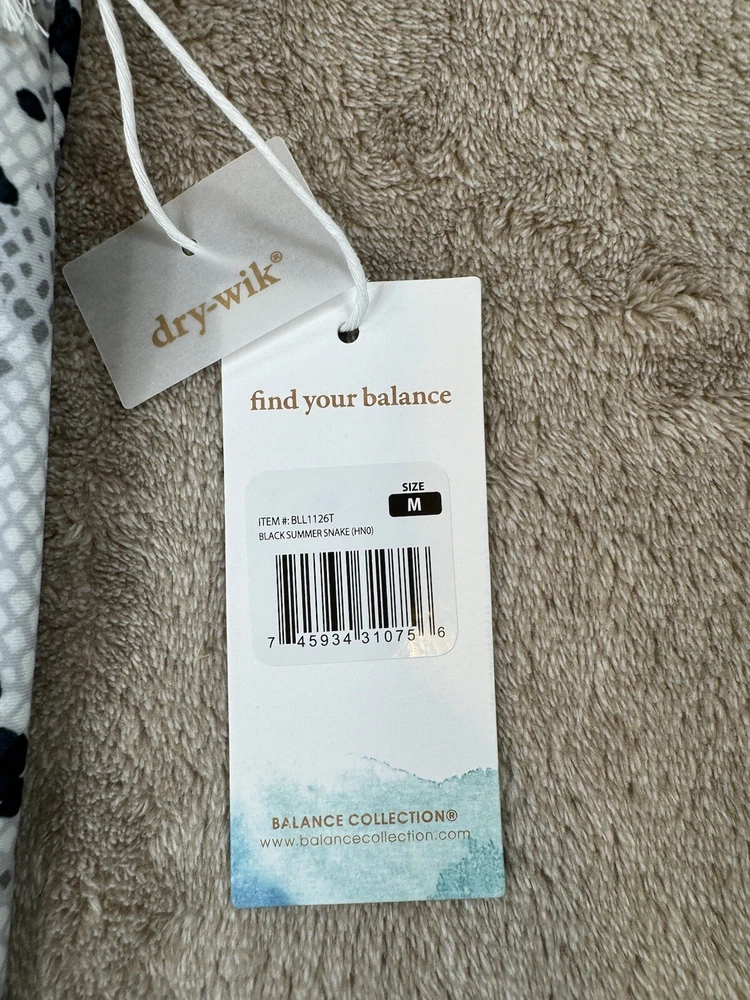 dry-wik®
find your balance
SIZE
M
ITEM #: BLL1126T
BLACK SUMMER SNAKE (HN0)
7 45934 31075 6
BALANCE COLLECTION®
www.balancecollection.com